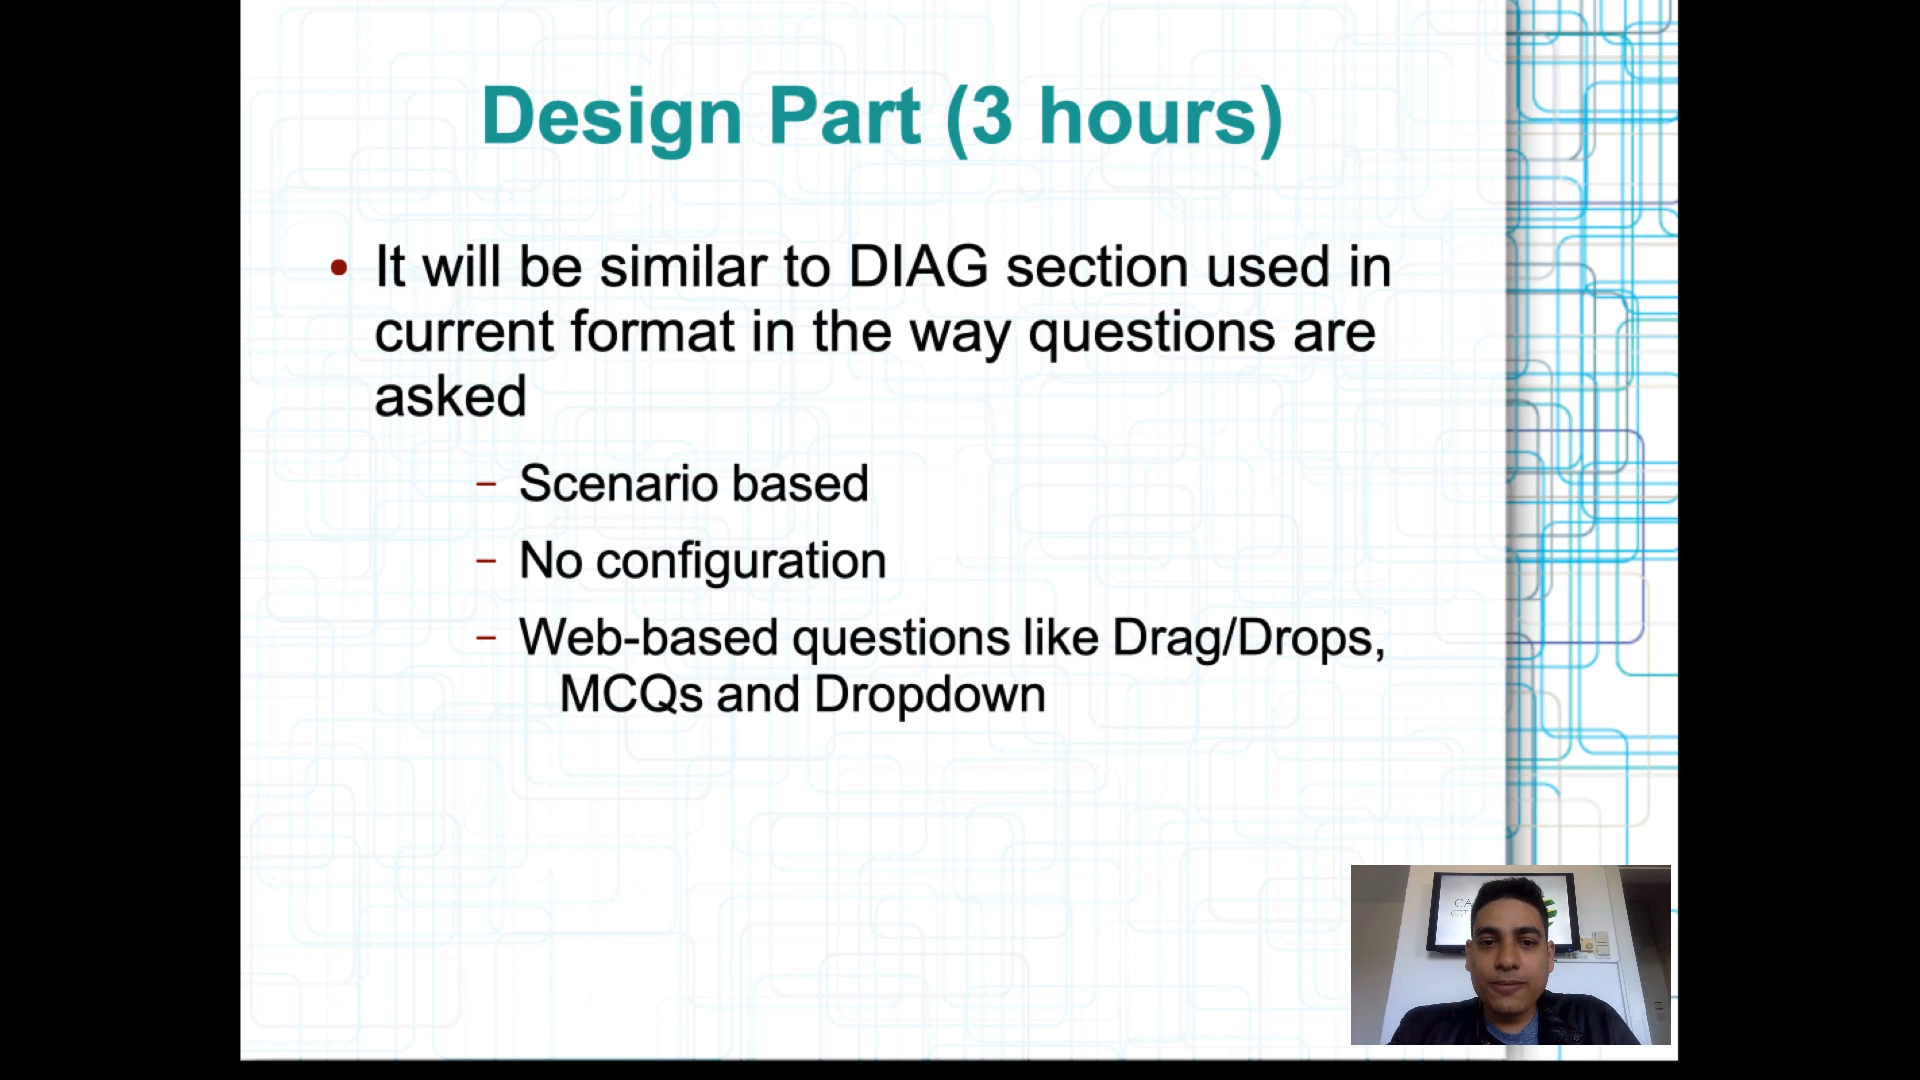 Design Part (3 hours)
• It will be similar to DIAG section used in
current format in the way questions are
asked
– Scenario based
– No configuration
– Web-based questions like Drag/Drops,
MCQs and Dropdown